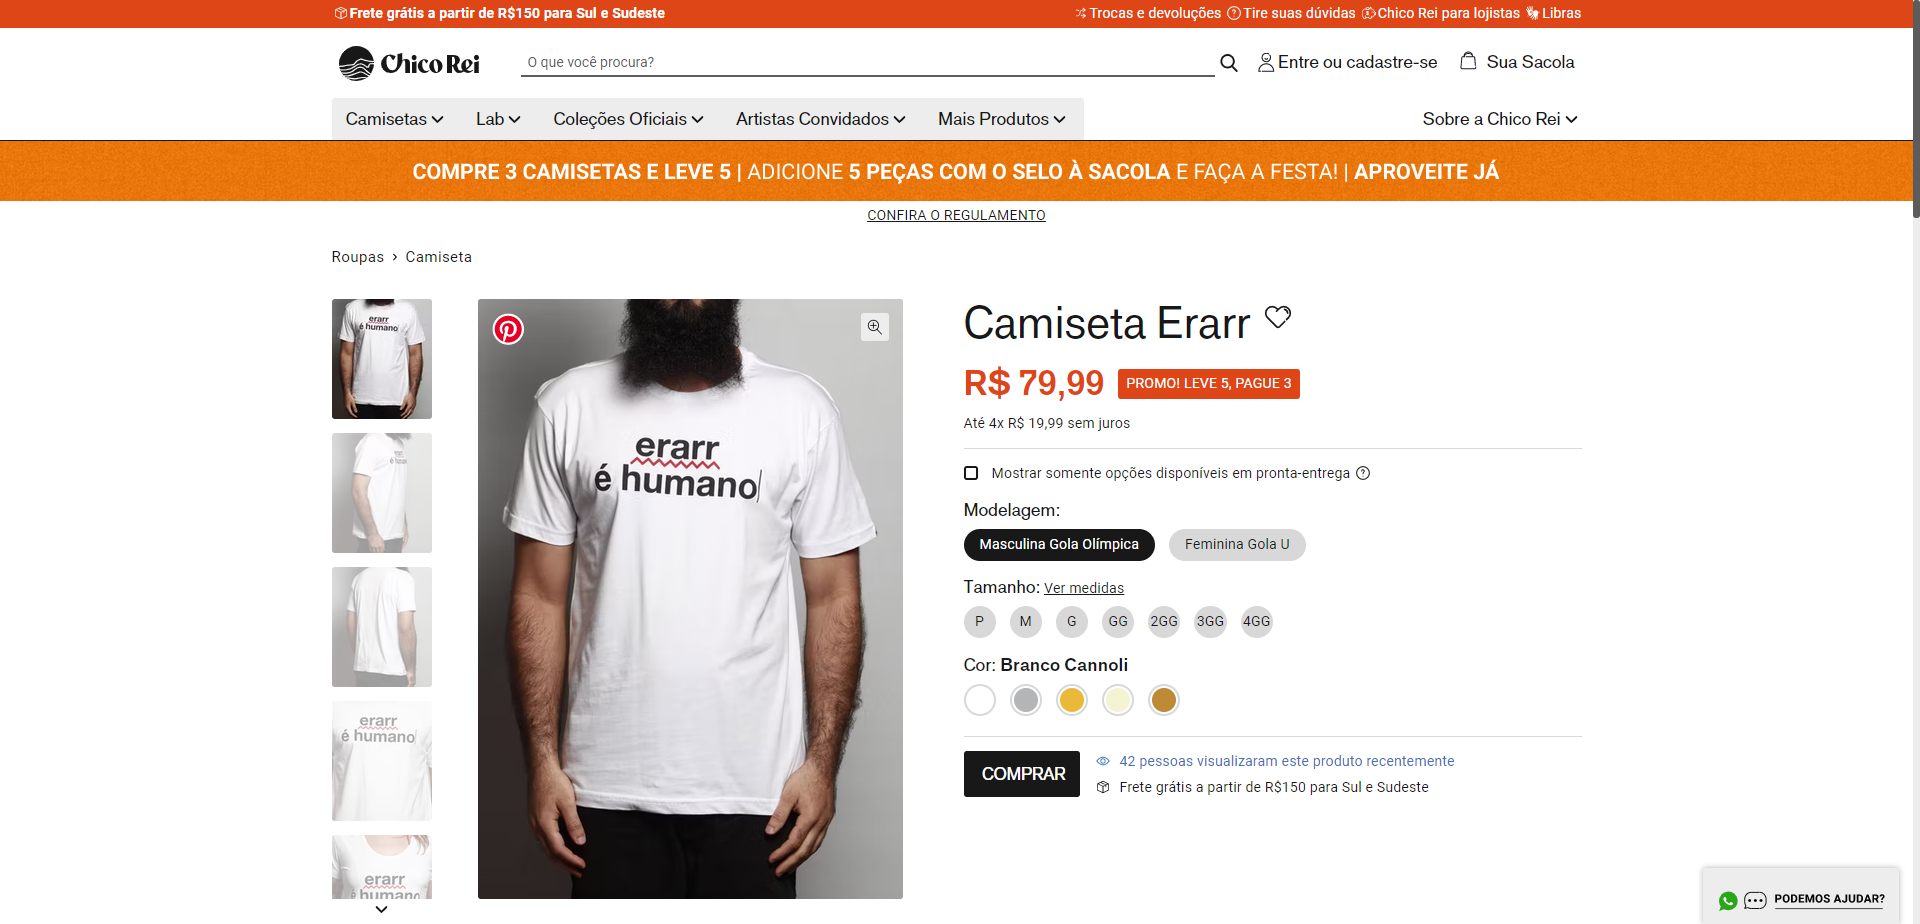 Frete grátis a partir de R$150 para Sul e Sudeste
Trocas e devoluções Tire suas dúvidas Chico Rei para lojistas Libras
Chico Rei
O que você procura?
Entre ou cadastre-se
Sua Sacola
Camisetas Lab Coleções Oficiais Artistas Convidados Mais Produtos Sobre a Chico Rei
COMPRE 3 CAMISETAS E LEVE 5 | ADICIONE 5 PEÇAS COM O SELO À SACOLA E FAÇA A FESTA! | APROVEITE JÁ
CONFIRA O REGULAMENTO
Roupas › Camiseta
erarr
é humano
erarr
é humano
erarr
é humano
erarr
é humano
Camiseta Erarr
R$ 79,99 PROMO! LEVE 5, PAGUE 3
Até 4x R$ 19,99 sem juros
Mostrar somente opções disponíveis em pronta-entrega
Modelagem:
Masculina Gola Olímpica Feminina Gola U
Tamanho: Ver medidas
P M G GG 2GG 3GG 4GG
Cor: Branco Cannoli
COMPRAR
42 pessoas visualizaram este produto recentemente
Frete grátis a partir de R$150 para Sul e Sudeste
PODEMOS AJUDAR?